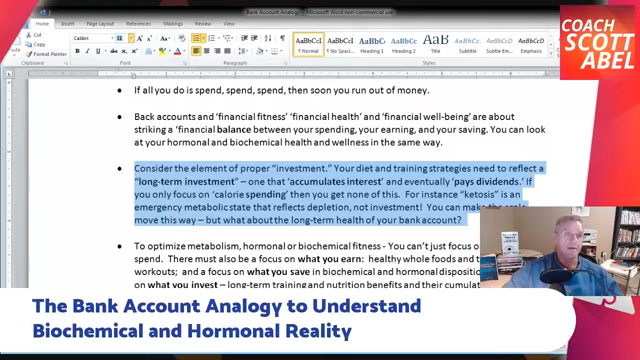 Bank Account Analogy - Microsoft Word non-commercial use
Home Insert Page Layout References Mailings Review View
Cut
Copy
Paste
Format Painter
Calibri
AaBbCcI AaBbCcI AaBbC AaBbCc AaB AaBbCc AaBbCcI
¶ Normal No Spacing Heading 1 Heading 2 Title Subtitle Emphasis
Clipboard Font Paragraph
COACH
SCOTT
ABEL
• If all you do is spend, spend, spend, then soon you run out of money.
• Back accounts and ‘financial fitness’ ‘financial health’ and ‘financial well-being’ are about
striking a ‘financial balance between your spending, your earning, and your saving. You can look
at your hormonal and biochemical health and wellness in the same way.
• Consider the element of proper “investment.” Your diet and training strategies need to reflect a
“long-term investment” – one that ‘accumulates interest’ and eventually ‘pays dividends.’ If
you only focus on ‘calorie spending’ then you get none of this. For instance “ketosis” is an
emergency metabolic state that reflects depletion, not investment! You can make the scale
move this way – but what about the long-term health of your bank account?
• To optimize metabolism, hormonal or biochemical fitness - You can’t just focus o
spend. There must also be a focus on what you earn: healthy whole foods and t
workouts; and a focus on what you save in biochemical and hormonal disposition
on what you invest – long-term training and nutrition benefits and their cumulat
The Bank Account Analogy to Understand
Biochemical and Hormonal Reality